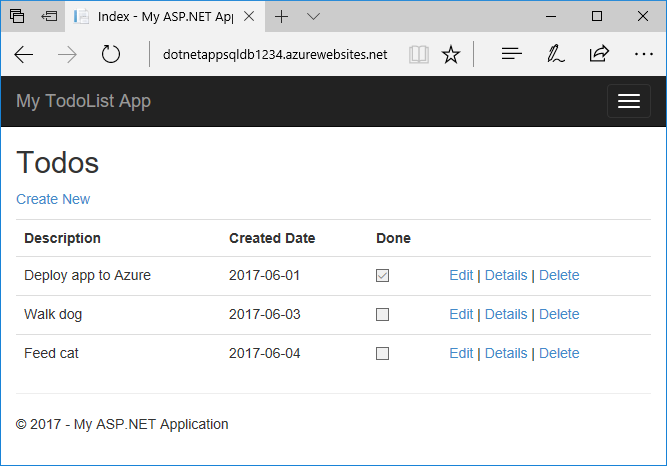 Index - My ASP.NET App
dotnetappsqldb1234.azurewebsites.net
My TodoList App
Todos
Create New
Description Created Date Done
Deploy app to Azure 2017-06-01 Edit | Details | Delete
Walk dog 2017-06-03 Edit | Details | Delete
Feed cat 2017-06-04 Edit | Details | Delete
© 2017 - My ASP.NET Application